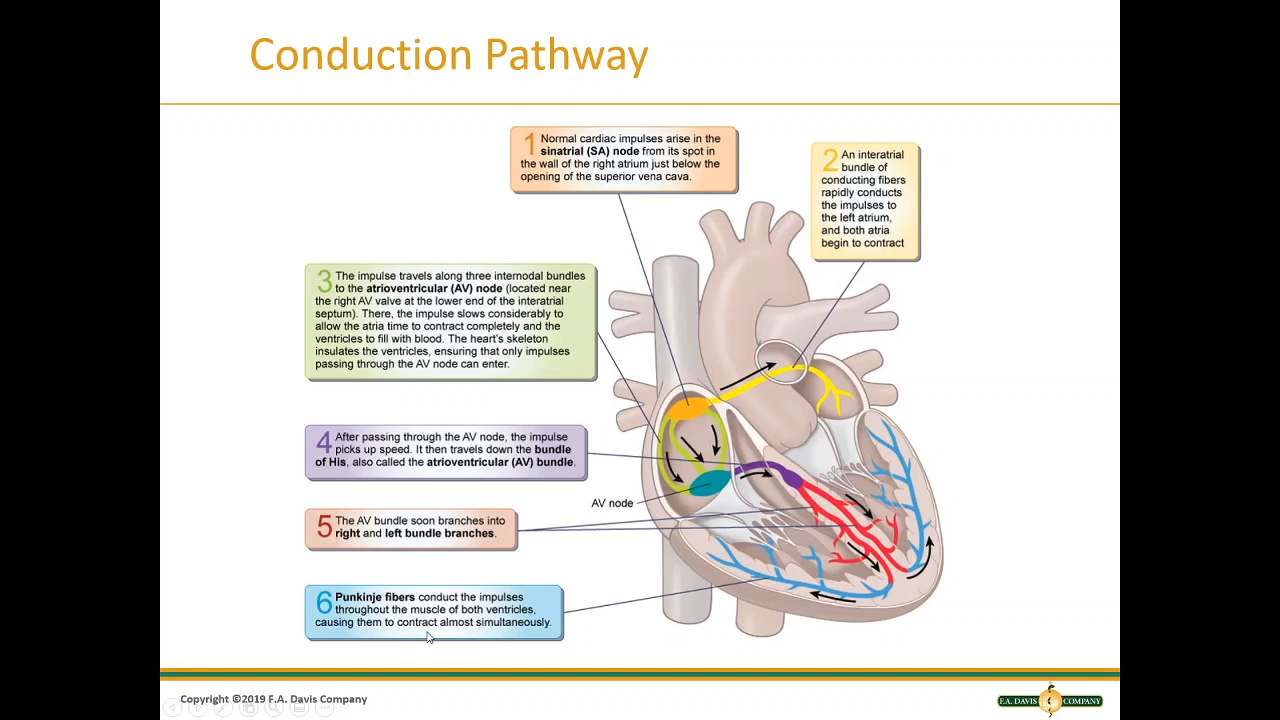 Conduction Pathway
1 Normal cardiac impulses arise in the
sinatrial (SA) node from its spot in
the wall of the right atrium just below the
opening of the superior vena cava.
2 An interatrial
bundle of
conducting fibers
rapidly conducts
the impulses to
the left atrium,
and both atria
begin to contract
3 The impulse travels along three internodal bundles
to the atrioventricular (AV) node (located near
the right AV valve at the lower end of the interatrial
septum). There, the impulse slows considerably to
allow the atria time to contract completely and the
ventricles to fill with blood. The heart's skeleton
insulates the ventricles, ensuring that only impulses
passing through the AV node can enter.
4 After passing through the AV node, the impulse
picks up speed. It then travels down the bundle
of His, also called the atrioventricular (AV) bundle.
AV node
5 The AV bundle soon branches into
right and left bundle branches.
6 Punkinje fibers conduct the impulses
throughout the muscle of both ventricles,
causing them to contract almost simultaneously.
Copyright ©2019 F.A. Davis Company
F.A. DAVIS COMPANY